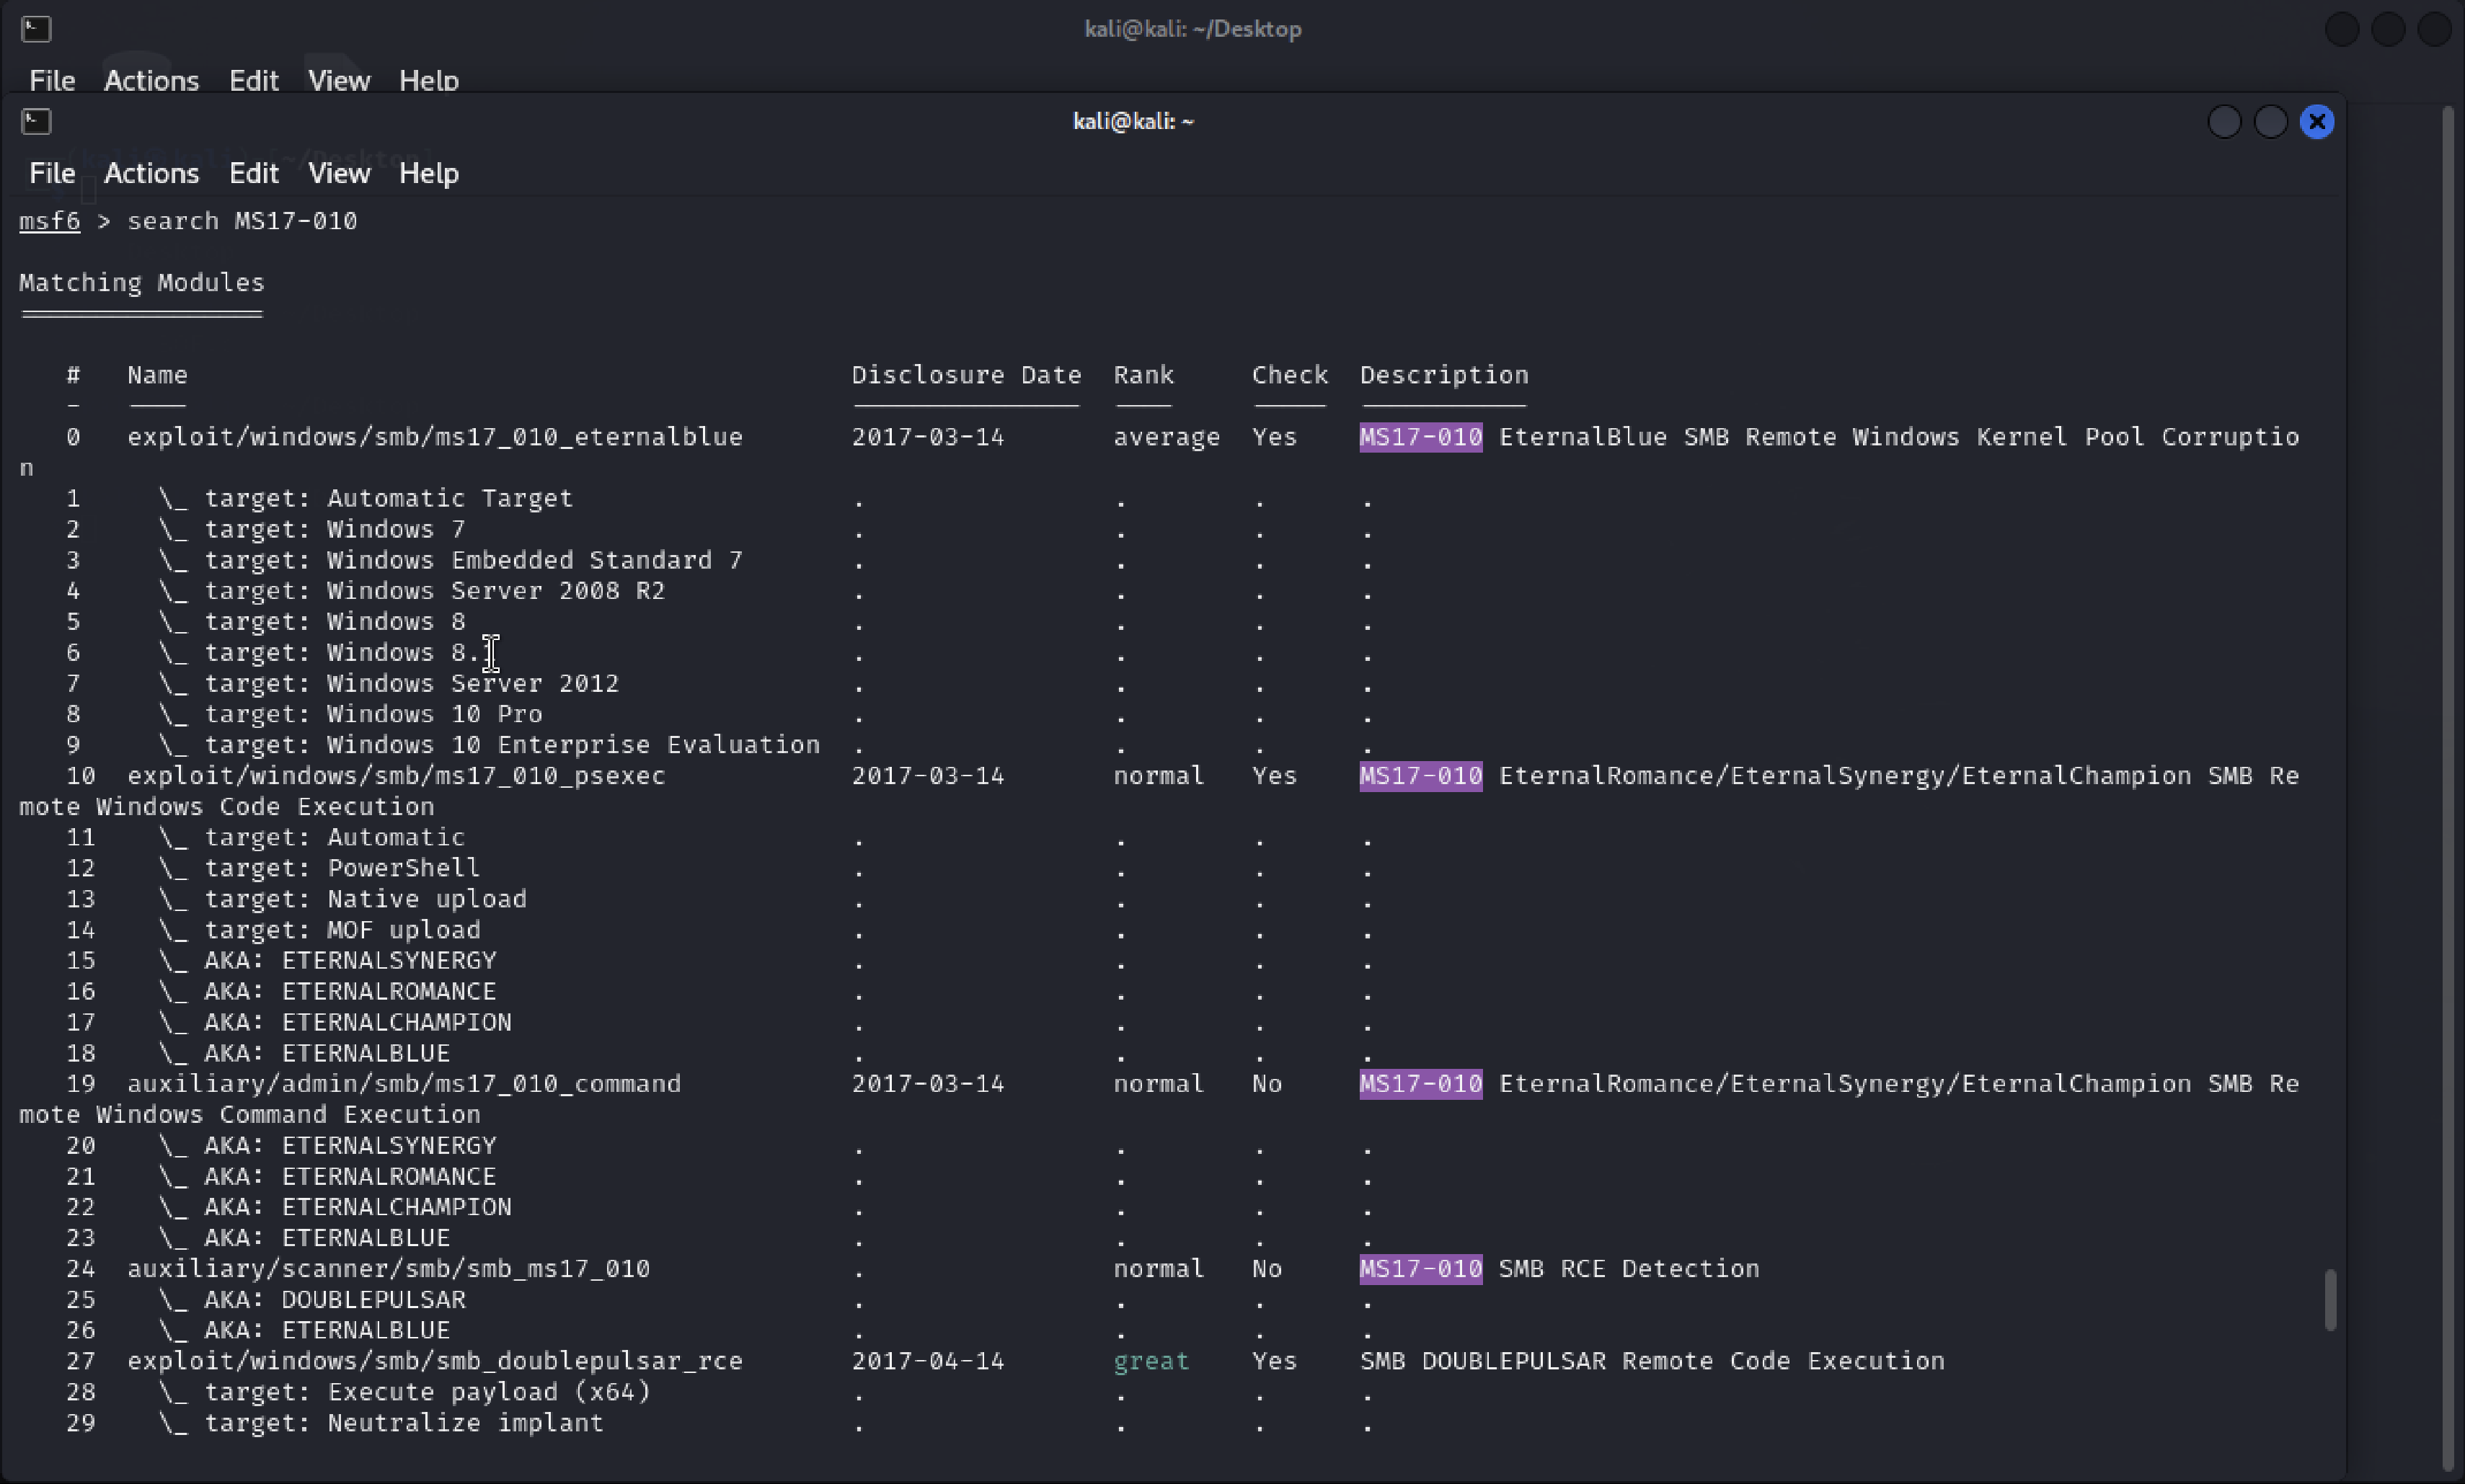 kali@kali: ~/Desktop
File Actions Edit View Help
kali@kali: ~
File Actions Edit View Help
msf6 > search MS17-010
Matching Modules
================
# Name Disclosure Date Rank Check Description
- ---- --------------- ---- ----- -----------
0 exploit/windows/smb/ms17_010_eternalblue 2017-03-14 average Yes MS17-010 EternalBlue SMB Remote Windows Kernel Pool Corruptio
n
1 \_ target: Automatic Target . . . .
2 \_ target: Windows 7 . . . .
3 \_ target: Windows Embedded Standard 7 . . . .
4 \_ target: Windows Server 2008 R2 . . . .
5 \_ target: Windows 8 . . . .
6 \_ target: Windows 8.1 . . . .
7 \_ target: Windows Server 2012 . . . .
8 \_ target: Windows 10 Pro . . . .
9 \_ target: Windows 10 Enterprise Evaluation . . . .
10 exploit/windows/smb/ms17_010_psexec 2017-03-14 normal Yes MS17-010 EternalRomance/EternalSynergy/EternalChampion SMB Re
mote Windows Code Execution
11 \_ target: Automatic . . . .
12 \_ target: PowerShell . . . .
13 \_ target: Native upload . . . .
14 \_ target: MOF upload . . . .
15 \_ AKA: ETERNALSYNERGY . . . .
16 \_ AKA: ETERNALROMANCE . . . .
17 \_ AKA: ETERNALCHAMPION . . . .
18 \_ AKA: ETERNALBLUE . . . .
19 auxiliary/admin/smb/ms17_010_command 2017-03-14 normal No MS17-010 EternalRomance/EternalSynergy/EternalChampion SMB Re
mote Windows Command Execution
20 \_ AKA: ETERNALSYNERGY . . . .
21 \_ AKA: ETERNALROMANCE . . . .
22 \_ AKA: ETERNALCHAMPION . . . .
23 \_ AKA: ETERNALBLUE . . . .
24 auxiliary/scanner/smb/smb_ms17_010 . normal No MS17-010 SMB RCE Detection
25 \_ AKA: DOUBLEPULSAR . . . .
26 \_ AKA: ETERNALBLUE . . . .
27 exploit/windows/smb/smb_doublepulsar_rce 2017-04-14 great Yes SMB DOUBLEPULSAR Remote Code Execution
28 \_ target: Execute payload (x64) . . . .
29 \_ target: Neutralize implant . . . .